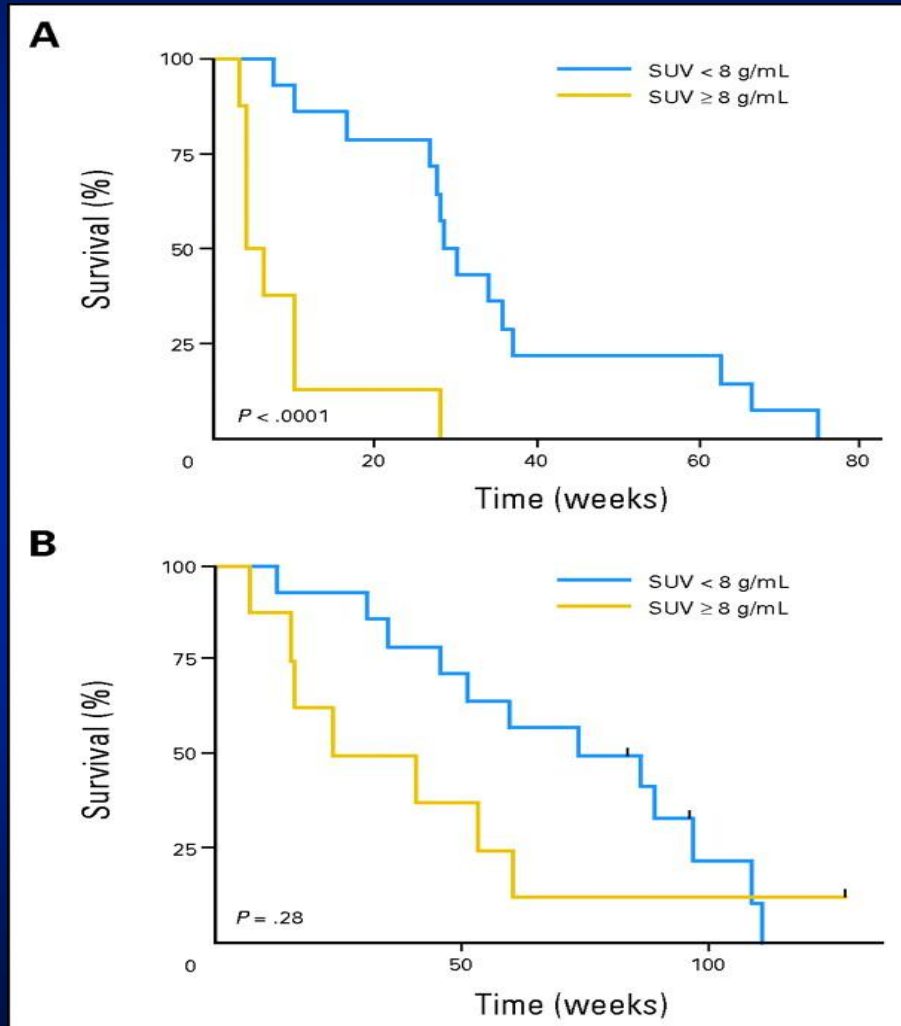 A
100
75
50
25
0
Survival (%)
SUV < 8 g/mL
SUV ≥ 8 g/mL
P < .0001
20 40 60 80
Time (weeks)
B
100
75
50
25
0
Survival (%)
SUV < 8 g/mL
SUV ≥ 8 g/mL
P = .28
50 100
Time (weeks)